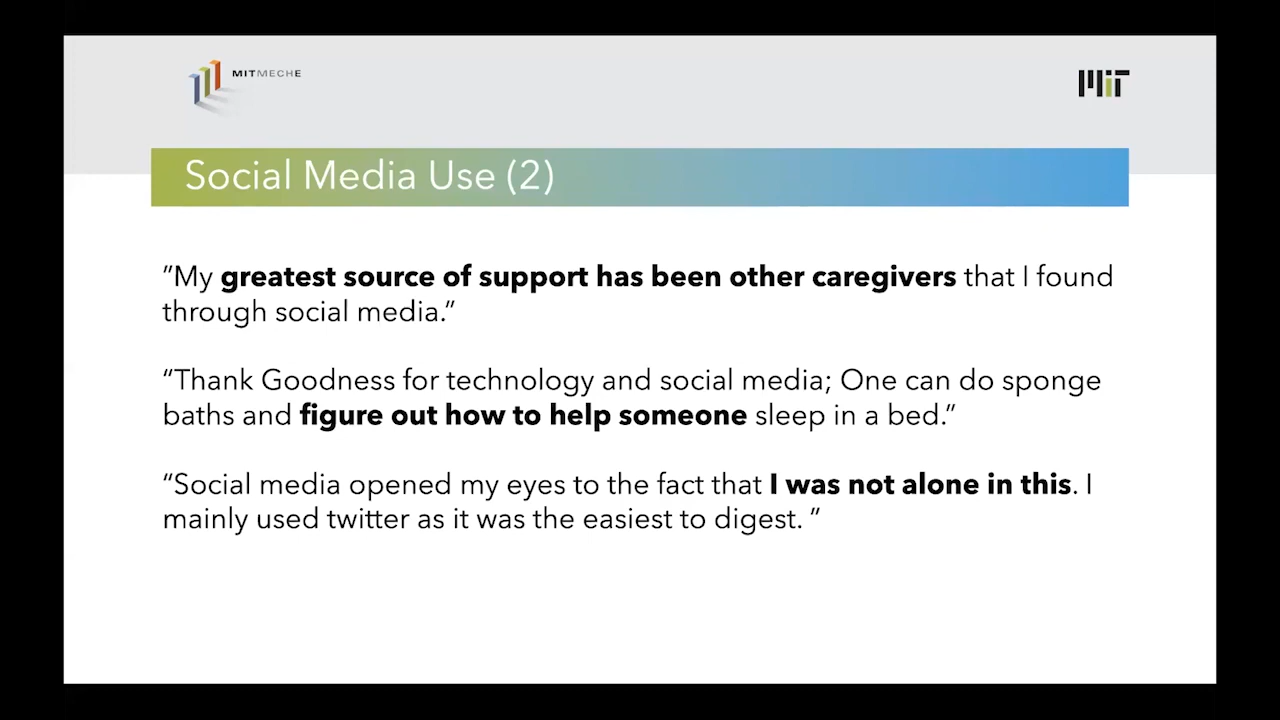 MITMECHE
MIT
Social Media Use (2)
”My greatest source of support has been other caregivers that I found
through social media.”
“Thank Goodness for technology and social media; One can do sponge
baths and figure out how to help someone sleep in a bed.”
“Social media opened my eyes to the fact that I was not alone in this. I
mainly used twitter as it was the easiest to digest. ”